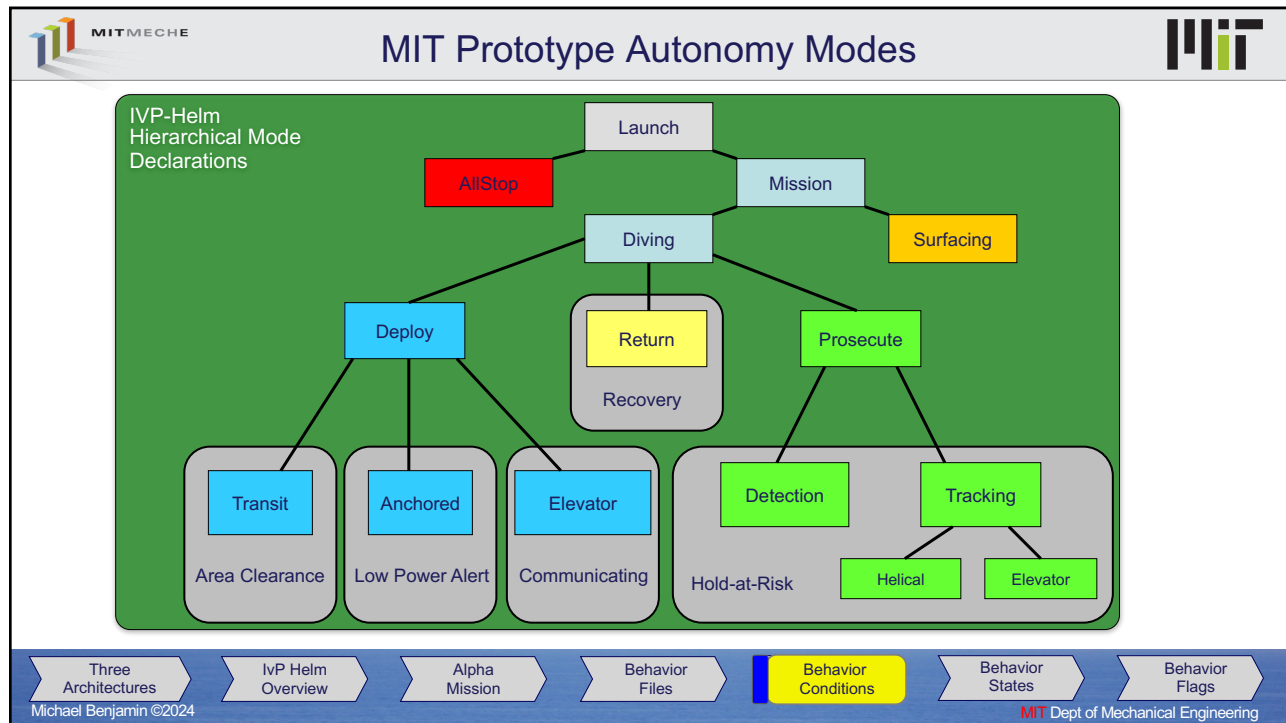 MITMECHE
MIT Prototype Autonomy Modes
MIT
IVP-Helm
Hierarchical Mode
Declarations
Launch
AllStop
Mission
Diving
Surfacing
Deploy
Return
Prosecute
Recovery
Transit
Anchored
Elevator
Detection
Tracking
Area Clearance
Low Power Alert
Communicating
Hold-at-Risk
Helical
Elevator
Three
Architectures
IvP Helm
Overview
Alpha
Mission
Behavior
Files
Behavior
Conditions
Behavior
States
Behavior
Flags
Michael Benjamin ©2024
MIT Dept of Mechanical Engineering